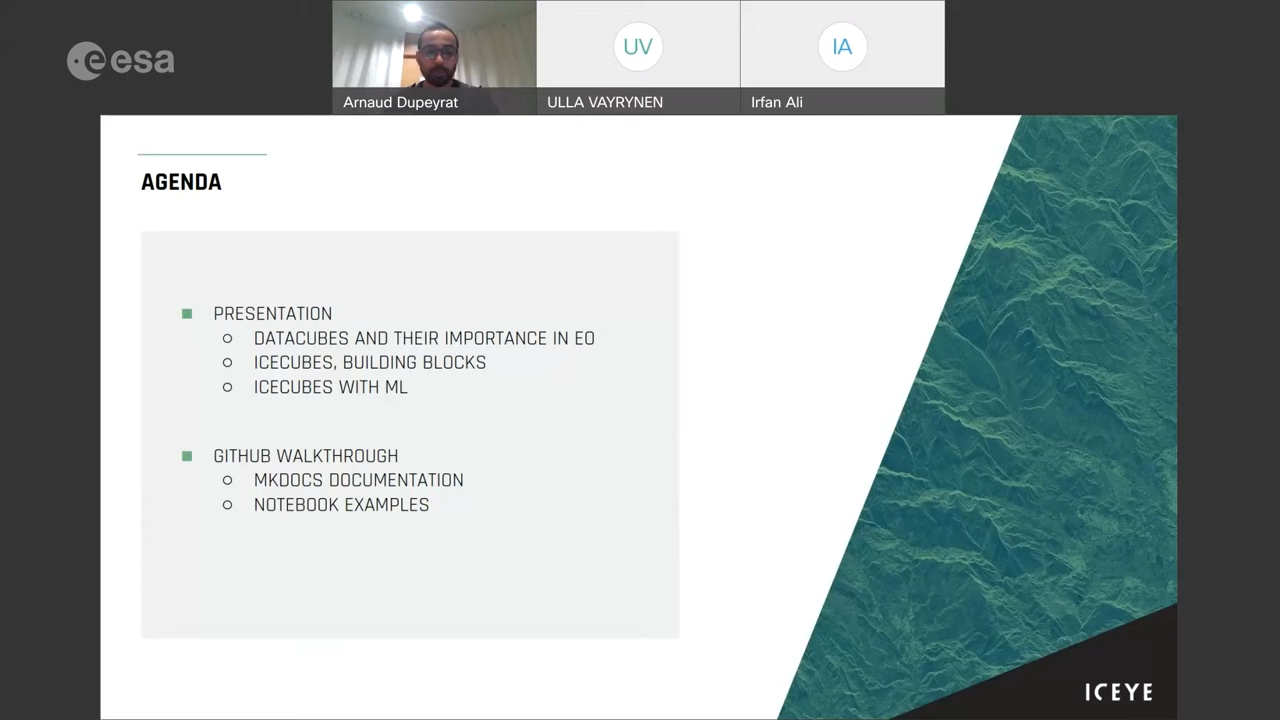 esa
UV
IA
Arnaud Dupeyrat
ULLA VAYRYNEN
Irfan Ali
AGENDA
PRESENTATION
DATACUBES AND THEIR IMPORTANCE IN EO
ICECUBES, BUILDING BLOCKS
ICECUBES WITH ML
GITHUB WALKTHROUGH
MKDOCS DOCUMENTATION
NOTEBOOK EXAMPLES
ICEYE